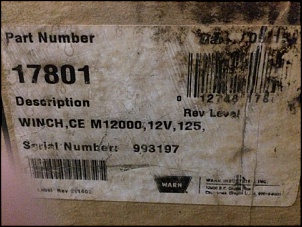 Part Number
17801
Description
Rev Level
WINCH,CE M12000,12V,125,
Serial Number: 993197
WARN